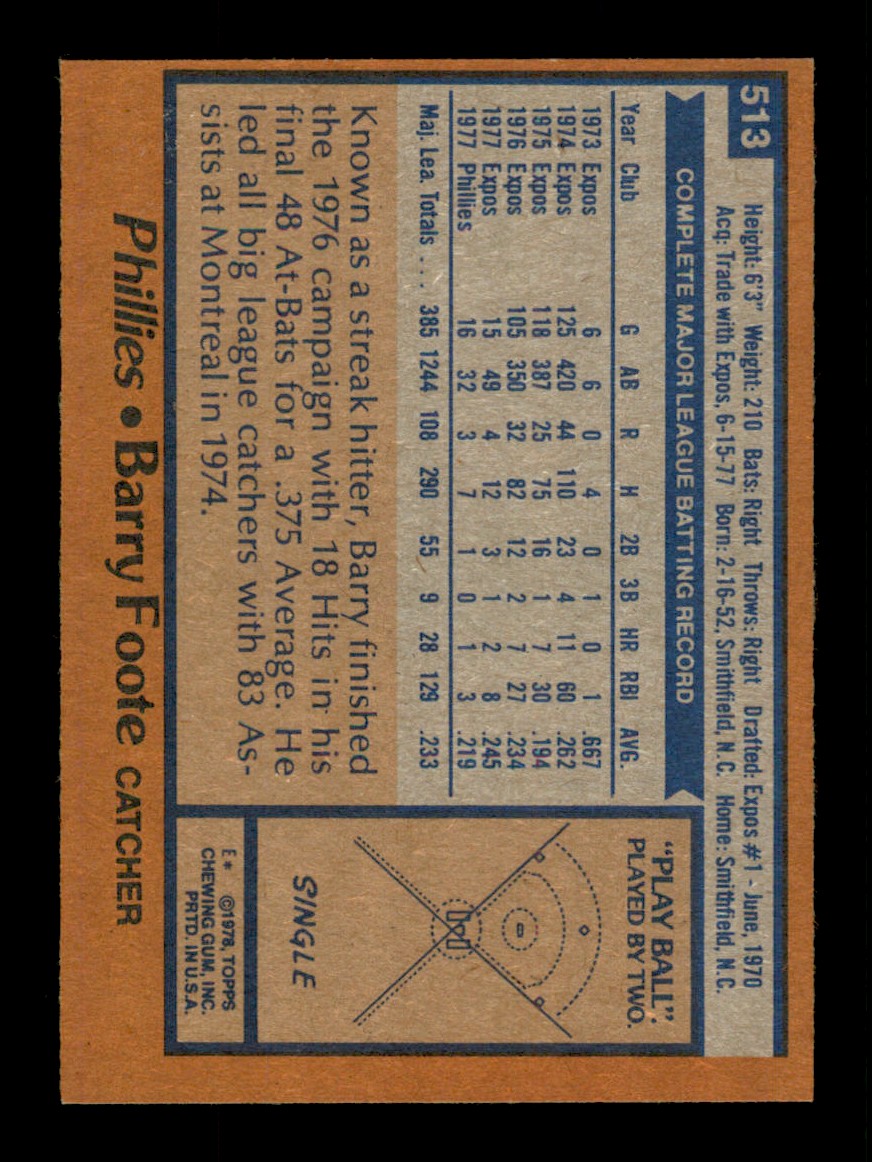 513
Height: 6'3" Weight: 210 Bats: Right Throws: Right Drafted: Expos #1 - June, 1970
Acq: Trade with Expos, 6-15-77 Born: 2-16-52, Smithfield, N.C. Home: Smithfield, N.C.
COMPLETE MAJOR LEAGUE BATTING RECORD
Year Club G AB R H 2B 3B HR RBI AVG.
1973 Expos 6 6 0 4 0 1 0 1 .667
1974 Expos 125 420 44 110 23 4 11 60 .262
1975 Expos 118 387 25 75 16 1 7 30 .194
1976 Expos 105 350 32 82 12 2 7 27 .234
1977 Expos 15 49 4 12 3 1 2 8 .245
1977 Phillies 16 32 3 7 1 0 1 3 .219
Maj. Lea. Totals . . . 385 1244 108 290 55 9 28 129 .233
Known as a streak hitter, Barry finished
the 1976 campaign with 18 Hits in his
final 48 At-Bats for a .375 Average. He
led all big league catchers with 83 As-
sists at Montreal in 1974.
"PLAY BALL"
PLAYED BY TWO.
SINGLE
E* ©1978, TOPPS
CHEWING GUM, INC.
PRTD. IN U.S.A.
Phillies • Barry Foote CATCHER